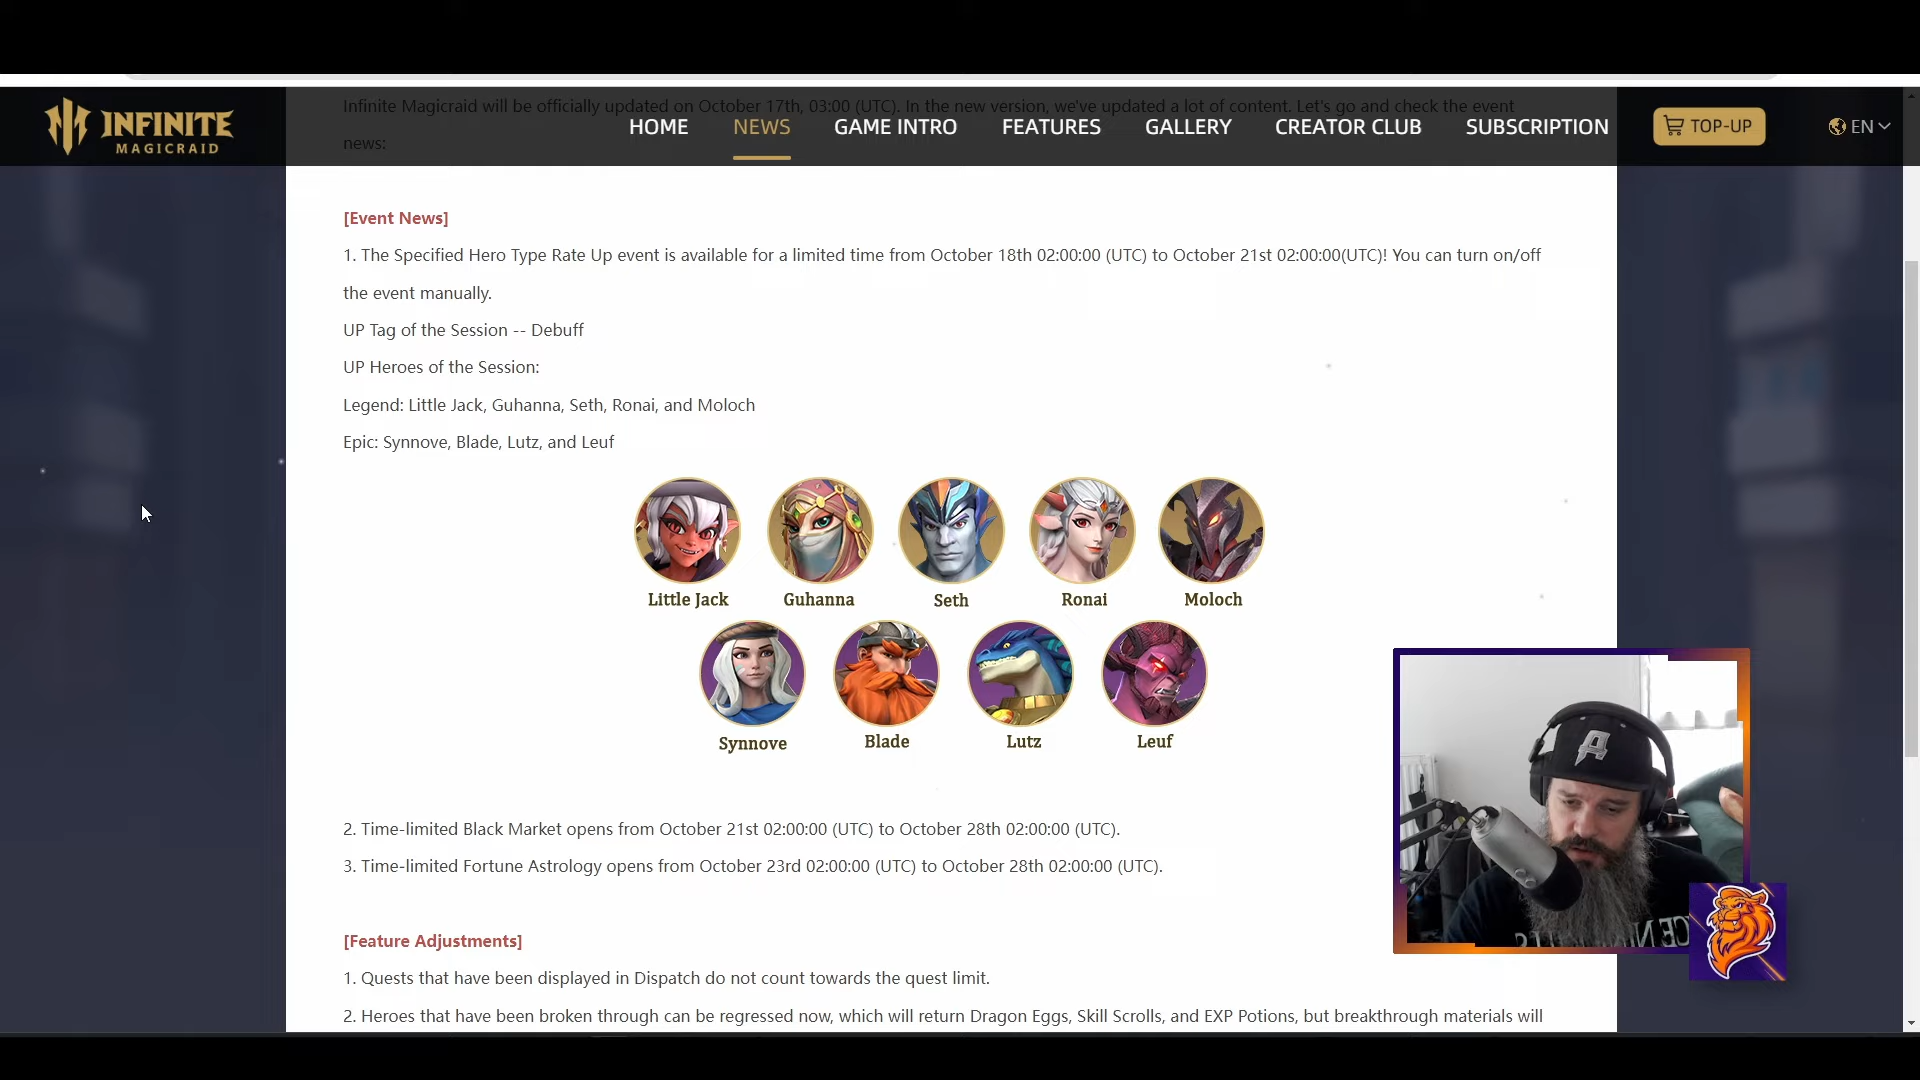 Infinite Magicraid will be officially updated on October 17th, 03:00 (UTC). In the new version, we've updated a lot of content. Let's go and check the event
INFINITE
MAGICRAID
HOME NEWS GAME INTRO FEATURES GALLERY CREATOR CLUB SUBSCRIPTION TOP-UP EN
news:
[Event News]
1. The Specified Hero Type Rate Up event is available for a limited time from October 18th 02:00:00 (UTC) to October 21st 02:00:00(UTC)! You can turn on/off
the event manually.
UP Tag of the Session -- Debuff
UP Heroes of the Session:
Legend: Little Jack, Guhanna, Seth, Ronai, and Moloch
Epic: Synnove, Blade, Lutz, and Leuf
Little Jack Guhanna Seth Ronai Moloch
Synnove Blade Lutz Leuf
2. Time-limited Black Market opens from October 21st 02:00:00 (UTC) to October 28th 02:00:00 (UTC).
3. Time-limited Fortune Astrology opens from October 23rd 02:00:00 (UTC) to October 28th 02:00:00 (UTC).
[Feature Adjustments]
1. Quests that have been displayed in Dispatch do not count towards the quest limit.
2. Heroes that have been broken through can be regressed now, which will return Dragon Eggs, Skill Scrolls, and EXP Potions, but breakthrough materials will